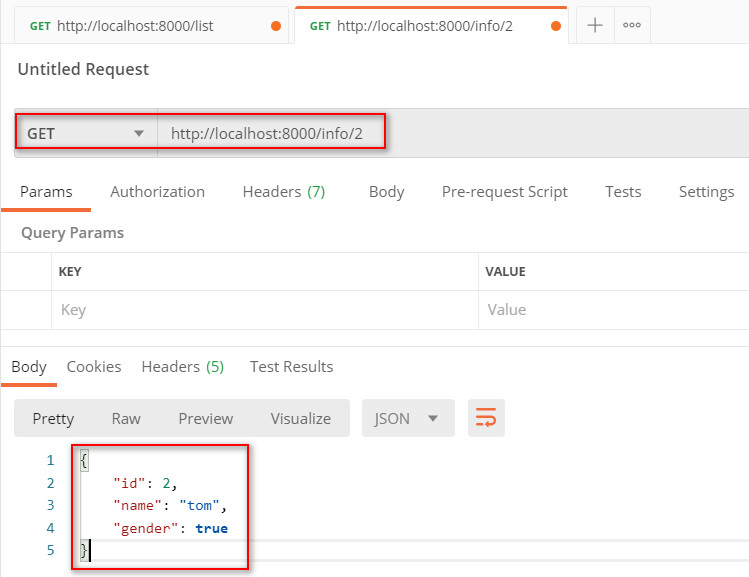 GET http://localhost:8000/list GET http://localhost:8000/info/2
Untitled Request
GET http://localhost:8000/info/2
Params Authorization Headers (7) Body Pre-request Script Tests Settings
Query Params
KEY VALUE
Key Value
Body Cookies Headers (5) Test Results
Pretty Raw Preview Visualize JSON
1 {
2 "id": 2,
3 "name": "tom",
4 "gender": true
5 }